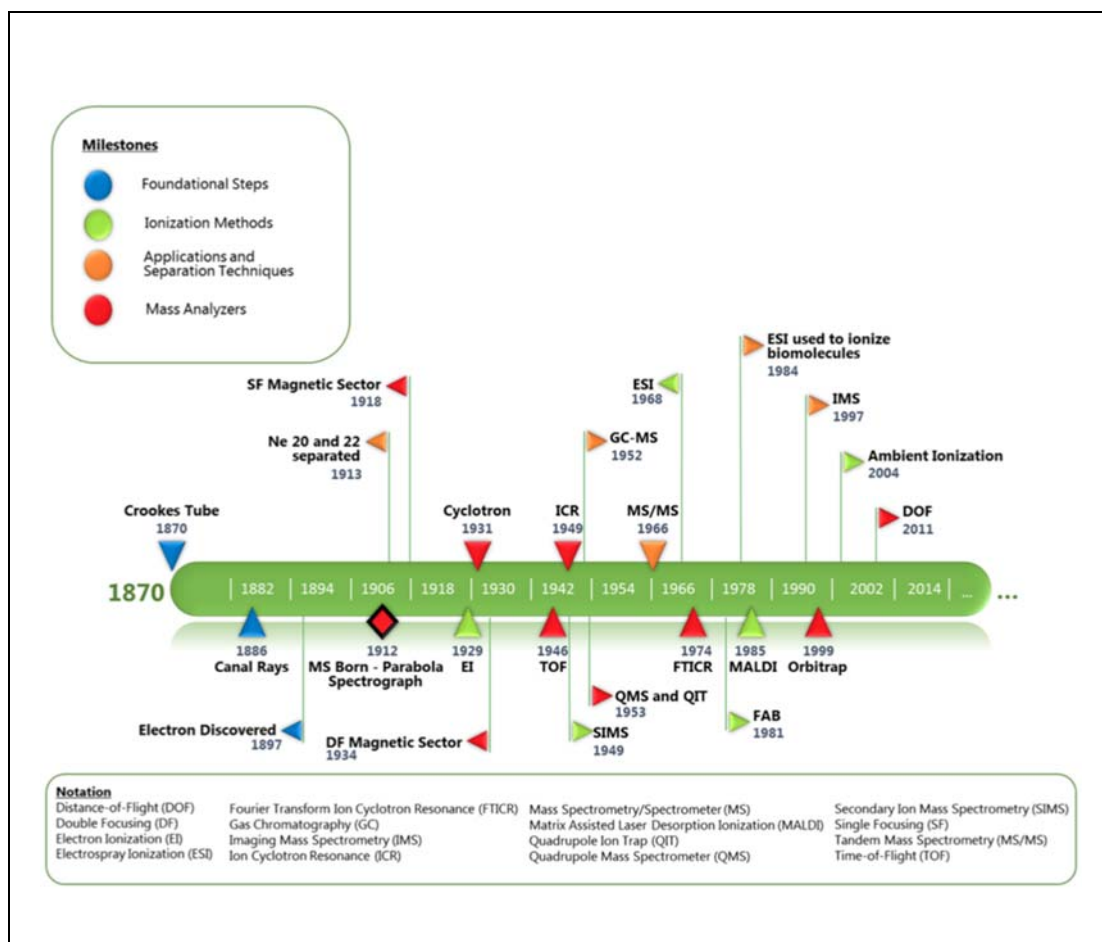 Milestones
Foundational Steps
Ionization Methods
Applications and
Separation Techniques
Mass Analyzers
ESI used to ionize
biomolecules
1984
SF Magnetic Sector
1918
ESI
1968
IMS
1997
Ne 20 and 22
separated
1913
GC-MS
1952
Ambient Ionization
2004
Crookes Tube
1870
Cyclotron
1931
ICR
1949
MS/MS
1966
DOF
2011
1870
1882
1894
1906
1918
1930
1942
1954
1966
1978
1990
2002
2014
...
...
1886
Canal Rays
1912
MS Born - Parabola
Spectrograph
1929
EI
1946
TOF
1974
FTICR
1985
MALDI
1999
Orbitrap
QMS and QIT
1953
Electron Discovered
1897
DF Magnetic Sector
1934
SIMS
1949
FAB
1981
Notation
Distance-of-Flight (DOF)
Double Focusing (DF)
Electron Ionization (EI)
Electrospray Ionization (ESI)
Fourier Transform Ion Cyclotron Resonance (FTICR)
Gas Chromatography (GC)
Imaging Mass Spectrometry (IMS)
Ion Cyclotron Resonance (ICR)
Mass Spectrometry/Spectrometer (MS)
Matrix Assisted Laser Desorption Ionization (MALDI)
Quadrupole Ion Trap (QIT)
Quadrupole Mass Spectrometer (QMS)
Secondary Ion Mass Spectrometry (SIMS)
Single Focusing (SF)
Tandem Mass Spectrometry (MS/MS)
Time-of-Flight (TOF)